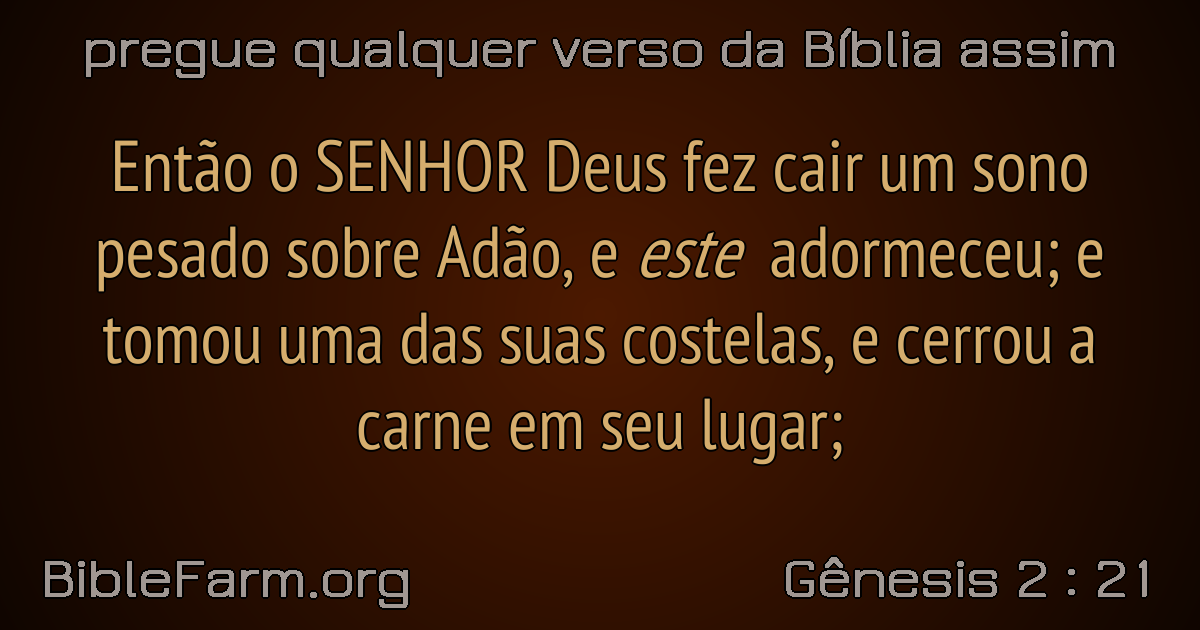 pregue qualquer verso da Bíblia assim
Então o SENHOR Deus fez cair um sono
pesado sobre Adão, e este adormeceu; e
tomou uma das suas costelas, e cerrou a
carne em seu lugar;
BibleFarm.org
Gênesis 2 : 21